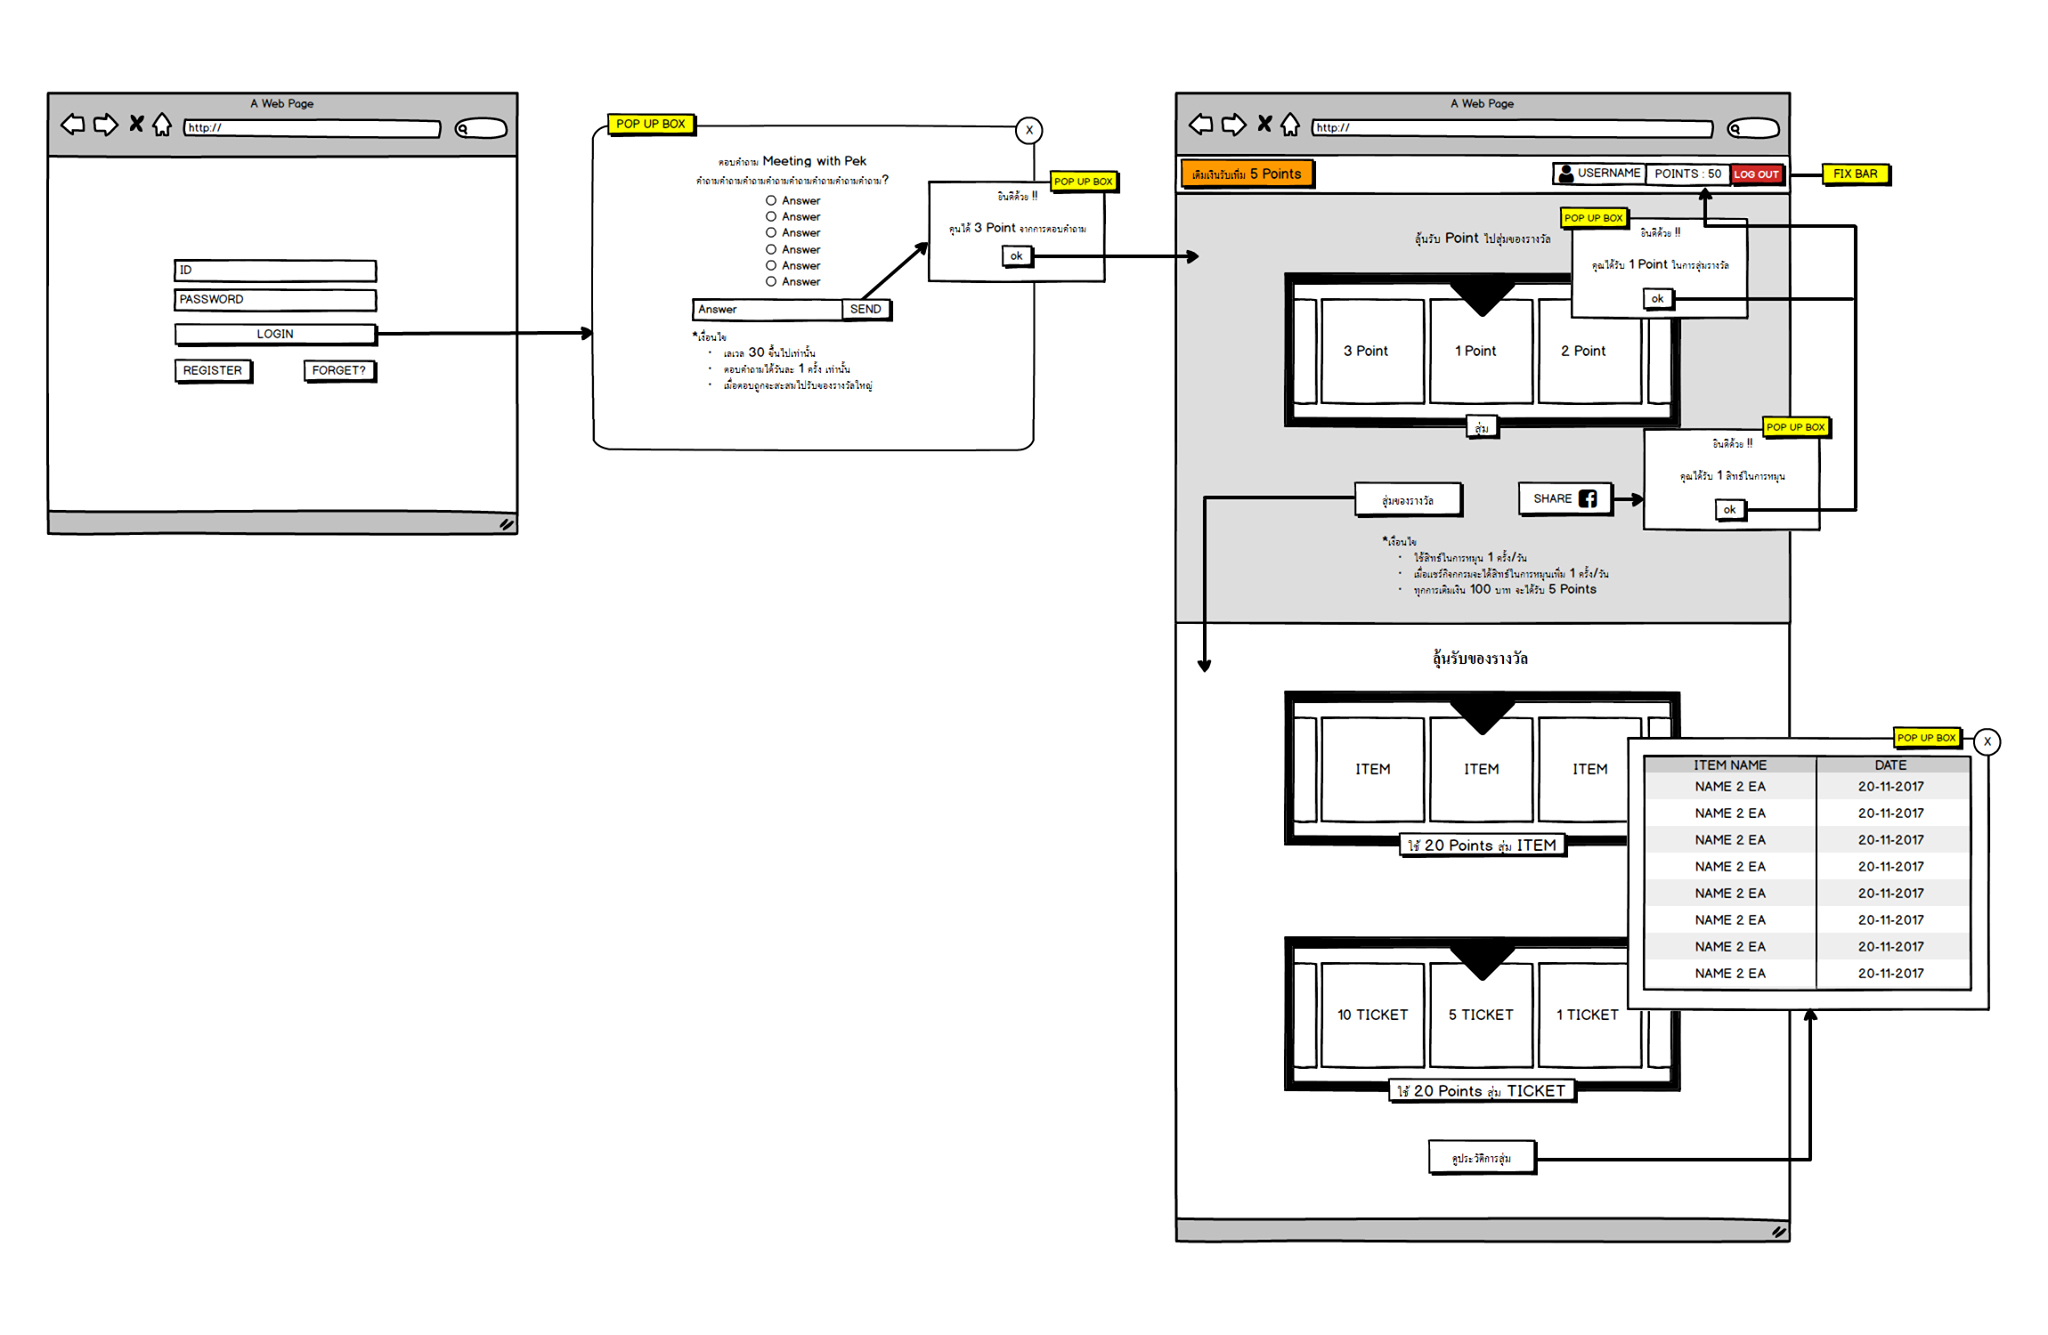 A Web Page
http://
ID
PASSWORD
LOGIN
REGISTER
FORGET?
POP UP BOX
X
ตอบคำถาม Meeting with Pek
คำถามคำถามคำถามคำถามคำถามคำถามคำถามคำถาม?
Answer
Answer
Answer
Answer
Answer
Answer
Answer
SEND
*เงื่อนไข
· เลเวล 30 ขึ้นไปเท่านั้น
· ตอบคำถามได้วันละ 1 ครั้ง เท่านั้น
· เมื่อตอบถูกจะสะสมไปรับของรางวัลใหญ่
POP UP BOX
ยินดีด้วย !!
คุณได้ 3 Point จากการตอบคำถาม
ok
A Web Page
http://
เติมเงินรับเพิ่ม 5 Points
USERNAME
POINTS : 50
LOG OUT
FIX BAR
ลุ้นรับ Point ไปสุ่มของรางวัล
POP UP BOX
ยินดีด้วย !!
คุณได้รับ 1 Point ในการสุ่มรางวัล
ok
3 Point
1 Point
2 Point
สุ่ม
POP UP BOX
ยินดีด้วย !!
คุณได้รับ 1 สิทธ์ในการหมุน
ok
สุ่มของรางวัล
SHARE
*เงื่อนไข
· ใช้สิทธ์ในการหมุน 1 ครั้ง/วัน
· เมื่อแชร์กิจกกรมจะได้สิทธ์ในการหมุนเพิ่ม 1 ครั้ง/วัน
· ทุกการเติมเงิน 100 บาท จะได้รับ 5 Points
ลุ้นรับของรางวัล
ITEM
ITEM
ITEM
ใช้ 20 Points สุ่ม ITEM
POP UP BOX
X
ITEM NAME DATE
NAME 2 EA 20-11-2017
NAME 2 EA 20-11-2017
NAME 2 EA 20-11-2017
NAME 2 EA 20-11-2017
NAME 2 EA 20-11-2017
NAME 2 EA 20-11-2017
NAME 2 EA 20-11-2017
NAME 2 EA 20-11-2017
10 TICKET
5 TICKET
1 TICKET
ใช้ 20 Points สุ่ม TICKET
ดูประวัติการสุ่ม